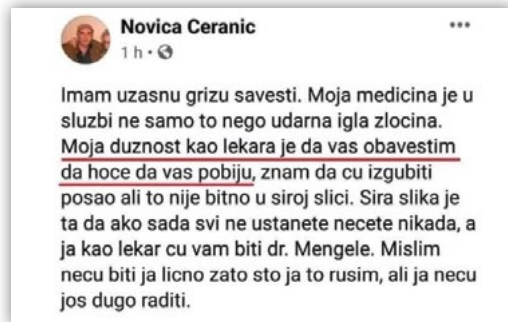 Novica Ceranic
1 h
Imam uzasnu grizu savesti. Moja medicina je u
sluzbi ne samo to nego udarna igla zlocina.
Moja duznost kao lekara je da vas obavestim
da hoce da vas pobiju, znam da cu izgubiti
posao ali to nije bitno u siroj slici. Sira slika je
ta da ako sada svi ne ustanete necete nikada, a
ja kao lekar cu vam biti dr. Mengele. Mislim
necu biti ja licno zato sto ja to rusim, ali ja necu
jos dugo raditi.